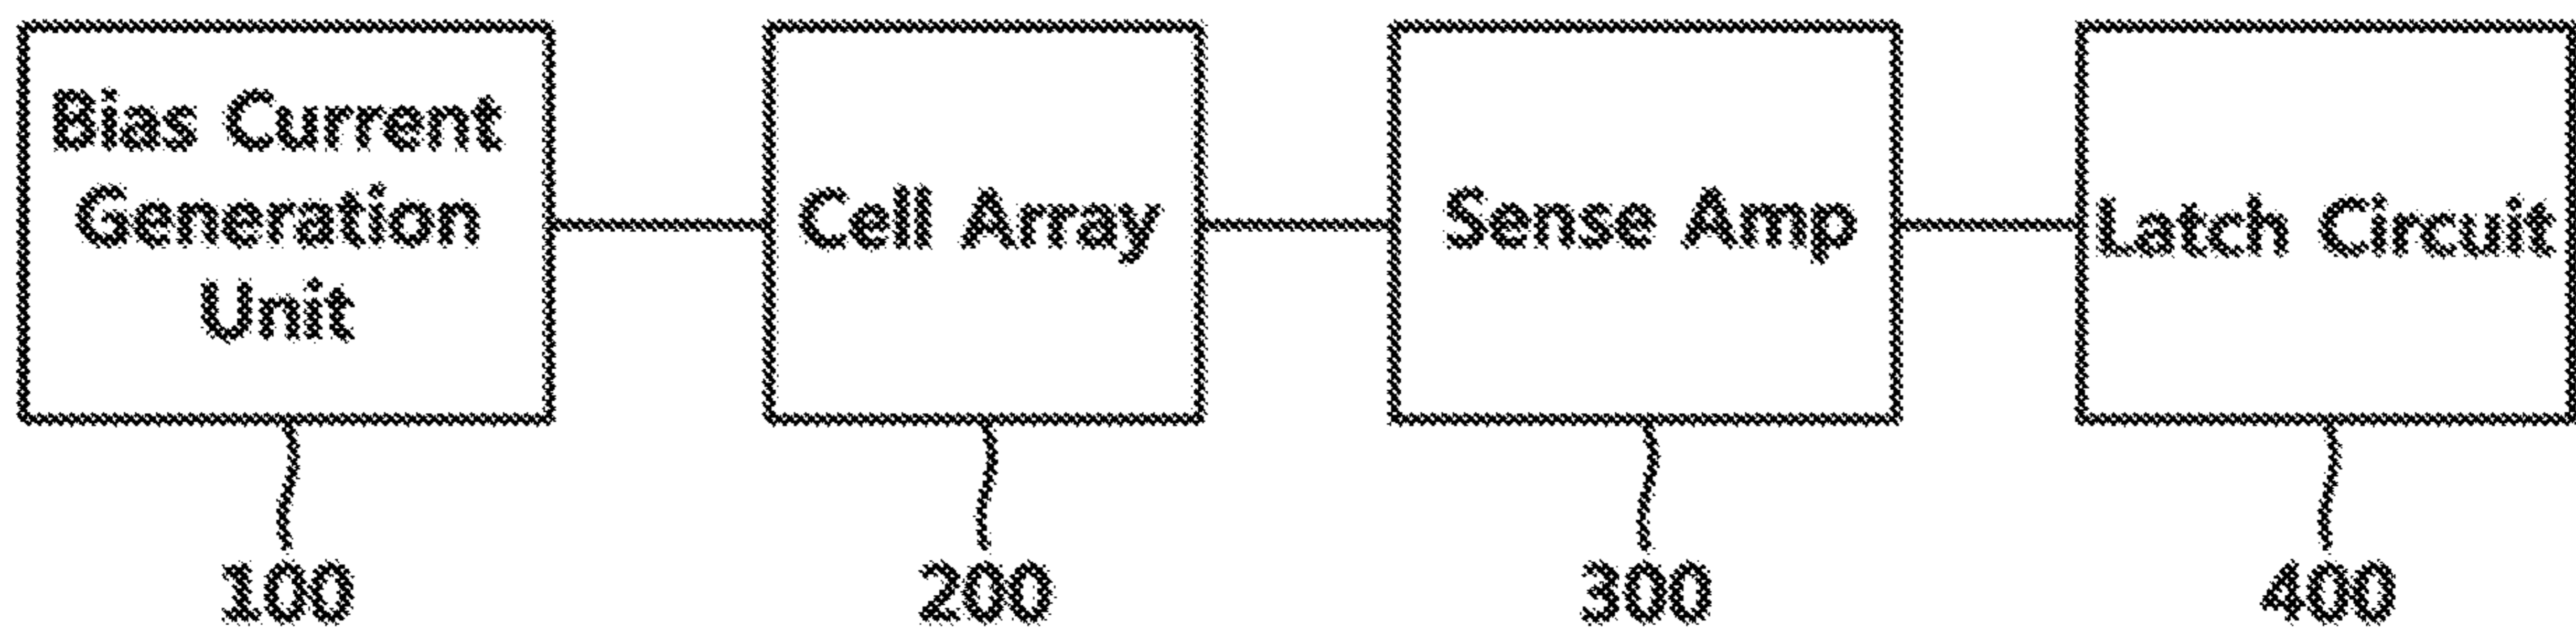 Bias Current
Generation
Unit
Cell Array
Sense Amp
Latch Circuit
100
200
300
400